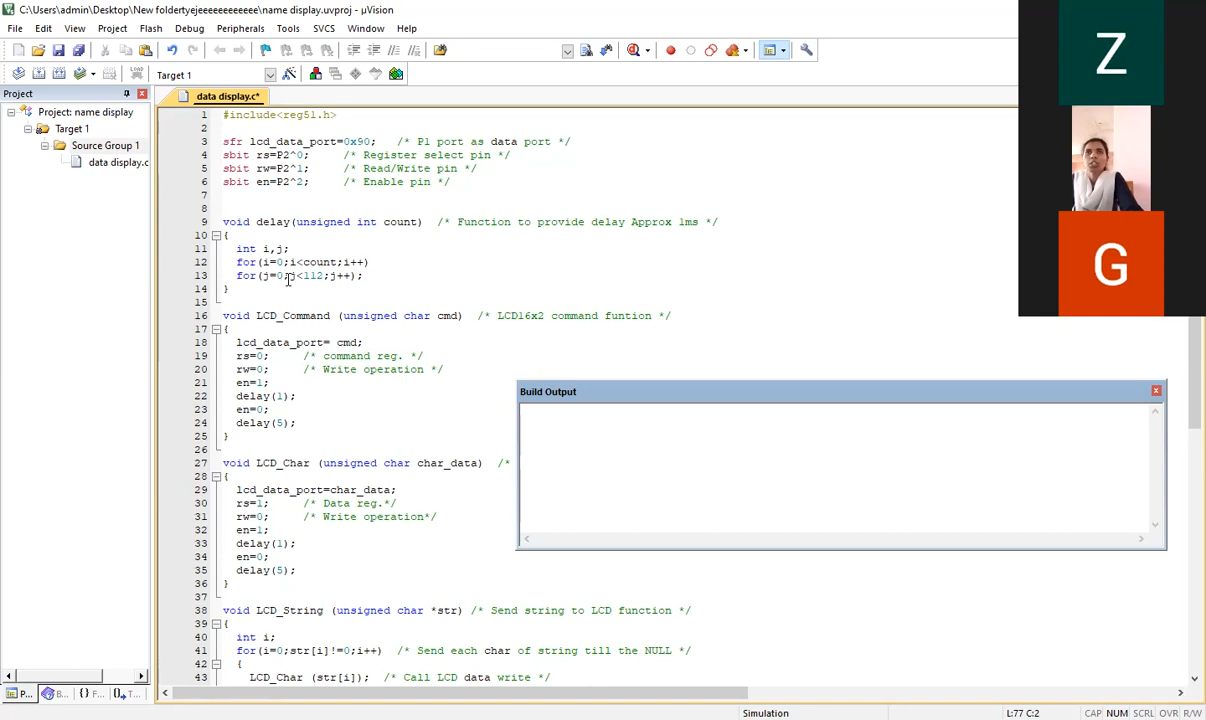 C:\Users\admin\Desktop\New foldertyejeeeeeeeeeeee\name display.uvproj - µVision
File Edit View Project Flash Debug Peripherals Tools SVCS Window Help
Target 1
Project
data display.c*
Project: name display
Target 1
Source Group 1
data display.c
1 #include<reg51.h>
2
3 sfr lcd_data_port=0x90; /* P1 port as data port */
4 sbit rs=P2^0; /* Register select pin */
5 sbit rw=P2^1; /* Read/Write pin */
6 sbit en=P2^2; /* Enable pin */
7
8
9 void delay(unsigned int count) /* Function to provide delay Approx 1ms */
10 {
11 int i,j;
12 for(i=0;i<count;i++)
13 for(j=0;j<112;j++);
14 }
15
16 void LCD_Command (unsigned char cmd) /* LCD16x2 command funtion */
17 {
18 lcd_data_port= cmd;
19 rs=0; /* command reg. */
20 rw=0; /* Write operation */
21 en=1;
22 delay(1);
23 en=0;
24 delay(5);
25 }
26
27 void LCD_Char (unsigned char char_data) /*
28 {
29 lcd_data_port=char_data;
30 rs=1; /* Data reg.*/
31 rw=0; /* Write operation*/
32 en=1;
33 delay(1);
34 en=0;
35 delay(5);
36 }
37
38 void LCD_String (unsigned char *str) /* Send string to LCD function */
39 {
40 int i;
41 for(i=0;str[i]!=0;i++) /* Send each char of string till the NULL */
42 {
43 LCD_Char (str[i]); /* Call LCD data write */
Build Output
P... B... {} F... T...
Simulation L:77 C:2 CAP NUM SCRL OVR R/W
Z
G